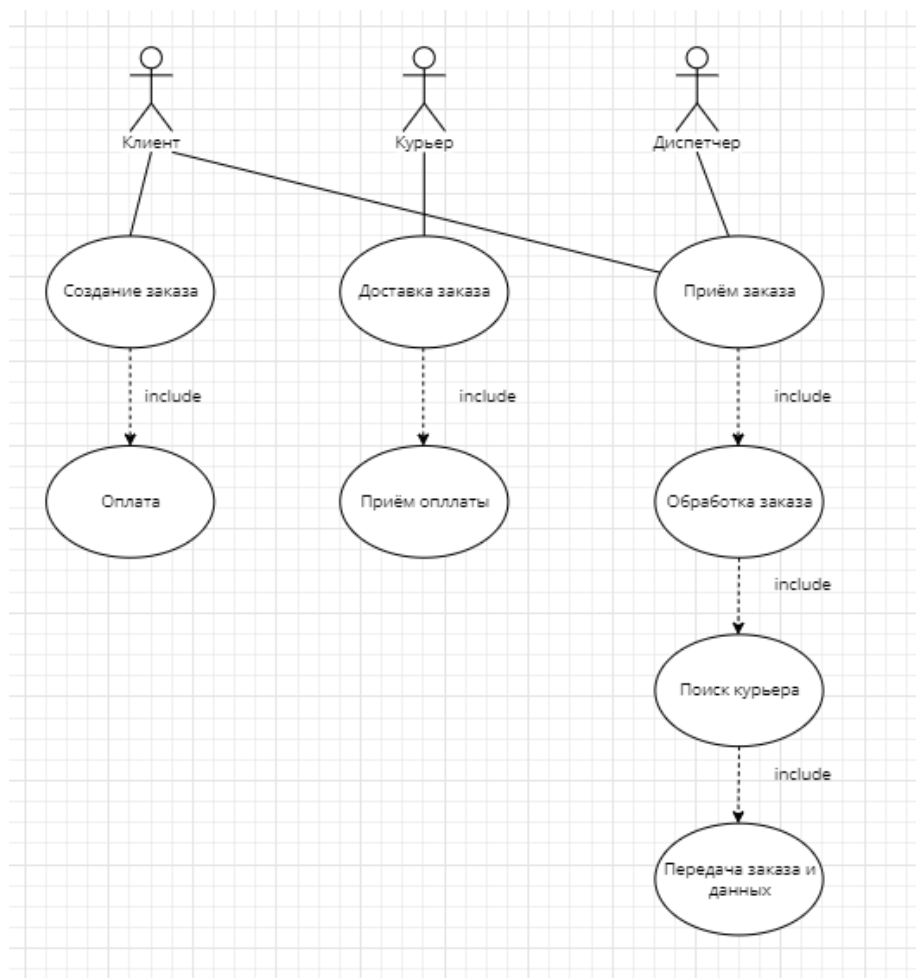 Клиент
Курьер
Диспетчер
Создание заказа
Доставка заказа
Приём заказа
include
include
include
Оплата
Приём опллаты
Обработка заказа
include
Поиск курьера
include
Передача заказа и
данных